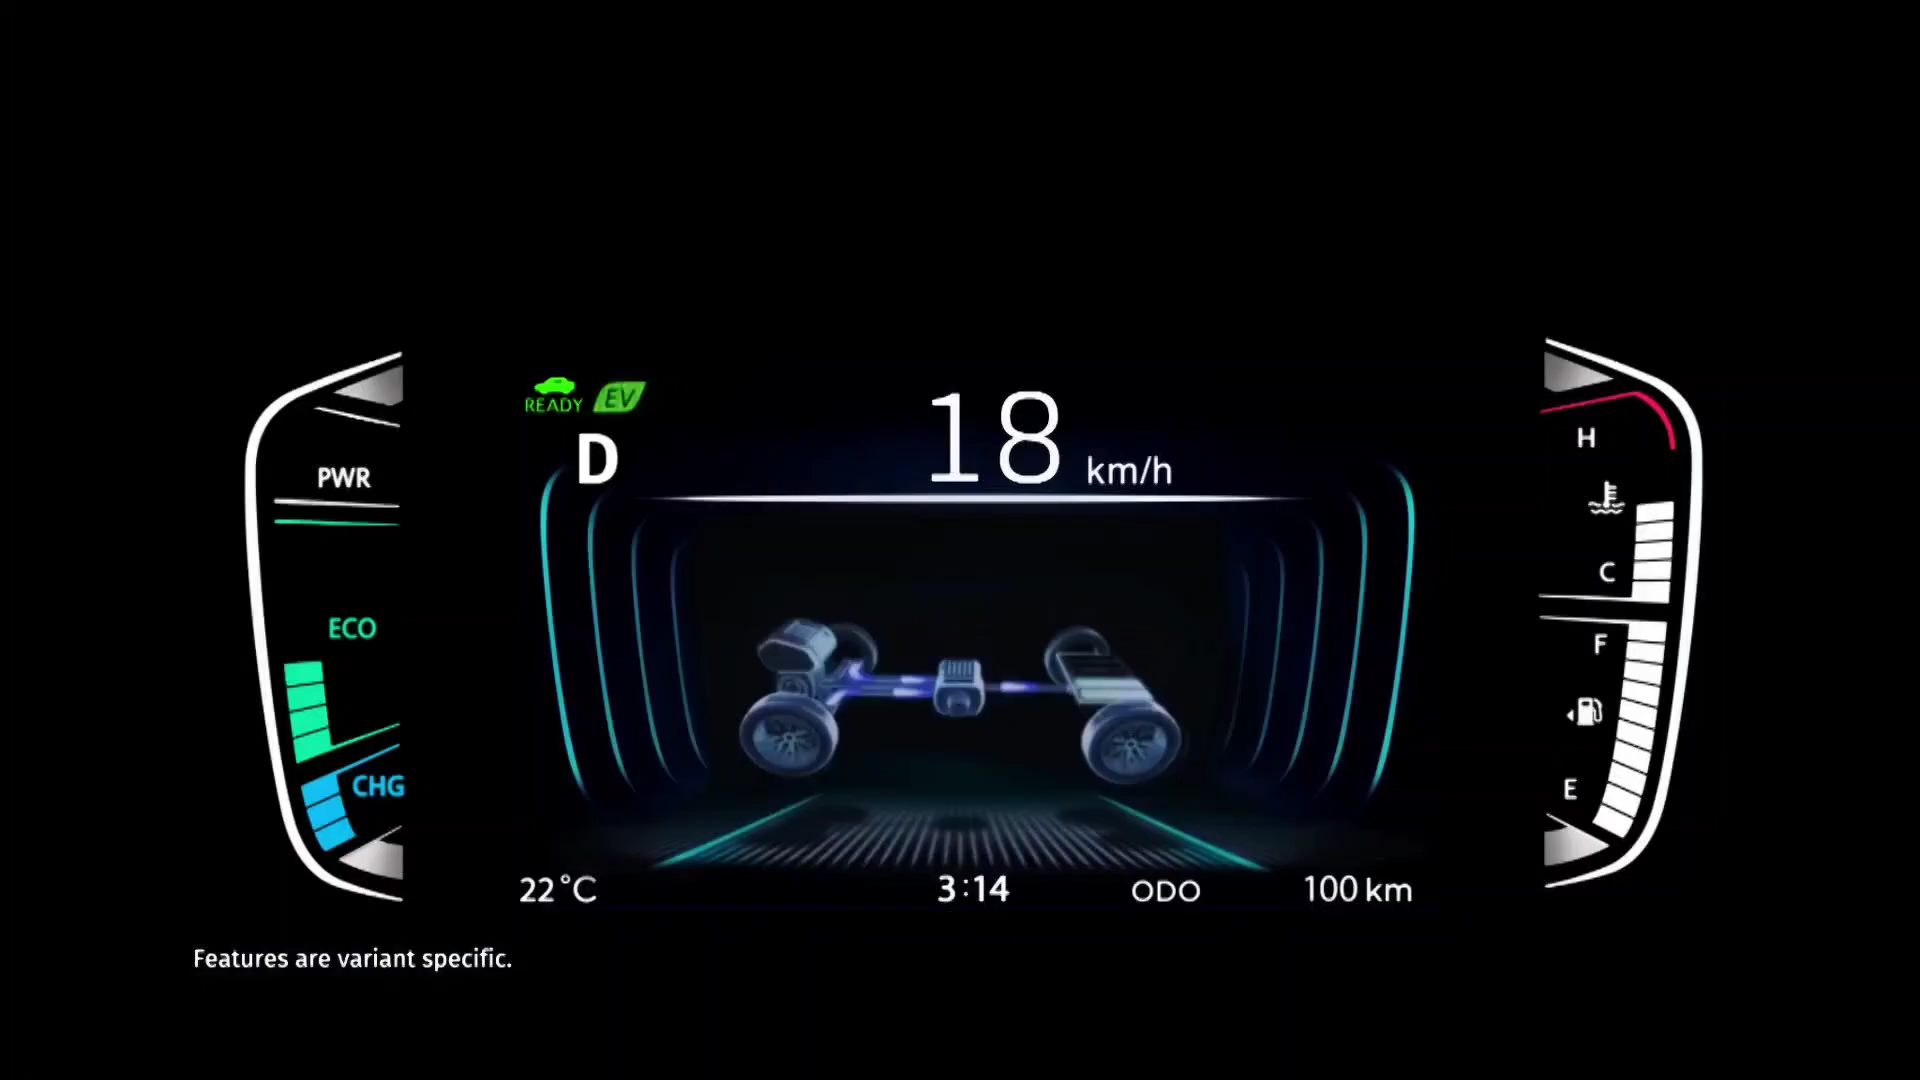 READY EV
D
18 km/h
PWR
ECO
CHG
H
C
F
E
22°C 3:14 ODO 100 km
Features are variant specific.